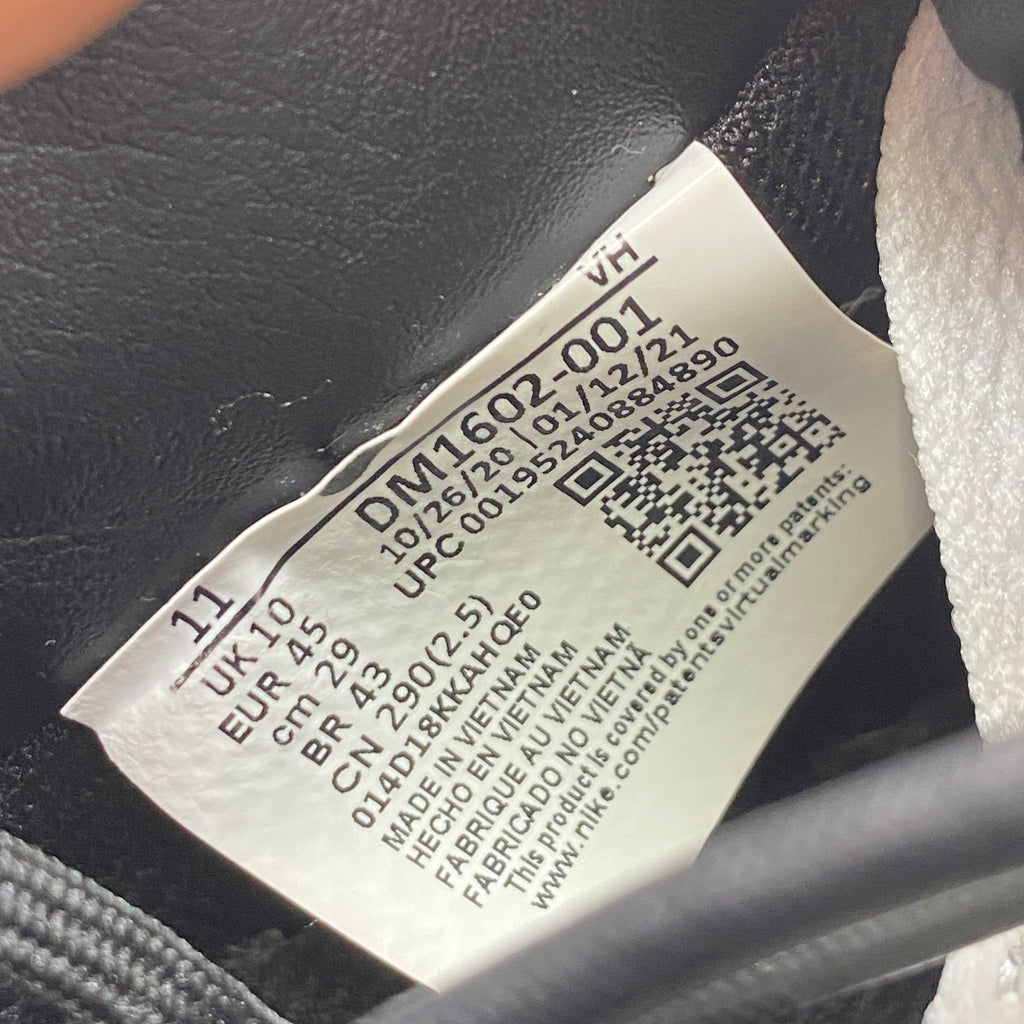 11 VH
DM1602-001
10/26/20 | 01/12/21
UPC 00195240884890
UK 10
EUR 45
cm 29
BR 43
CN 290(2.5)
014D18KKAHQE0
MADE IN VIETNAM
HECHO EN VIETNAM
FABRIQUE AU VIETNAM
FABRICADO NO VIETNÃ
This product is covered by one or more patents:
www.nike.com/patentsvirtualmarking